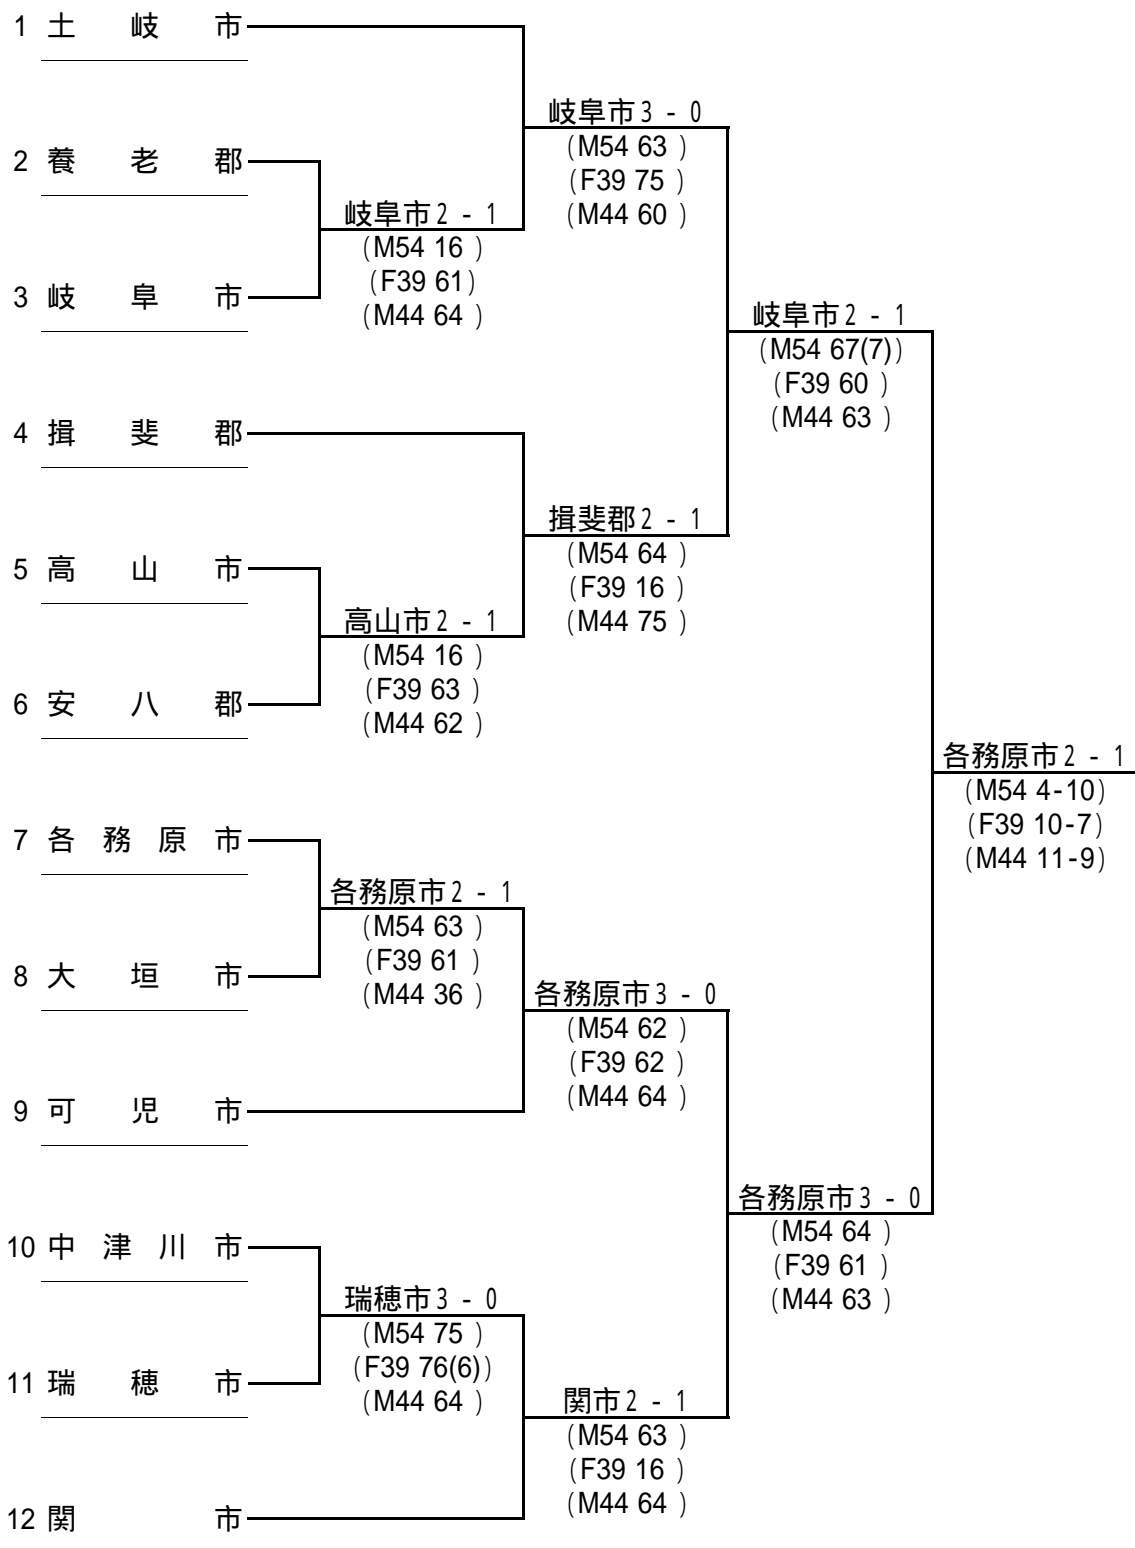 1 土岐市
岐阜市3 - 0
(M54 63 )
2 養老郡
(F39 75 )
岐阜市2 - 1
(M44 60 )
(M54 16 )
(F39 61)
3 岐阜市
(M44 64 )
岐阜市2 - 1
(M54 67(7))
(F39 60 )
(M44 63 )
4 揖斐郡
揖斐郡2 - 1
(M54 64 )
5 高山市
(F39 16 )
高山市2 - 1
(M44 75 )
(M54 16 )
(F39 63 )
6 安八郡
(M44 62 )
各務原市2 - 1
(M54 4-10)
(F39 10-7)
7 各務原市
(M44 11-9)
各務原市2 - 1
(M54 63 )
(F39 61 )
8 大垣市
(M44 36 )
各務原市3 - 0
(M54 62 )
(F39 62 )
(M44 64 )
9 可児市
各務原市3 - 0
(M54 64 )
10 中津川市
(F39 61 )
瑞穂市3 - 0
(M44 63 )
(M54 75 )
(F39 76(6))
11 瑞穂市
(M44 64 )
関市2 - 1
(M54 63 )
(F39 16 )
(M44 64 )
12 関市